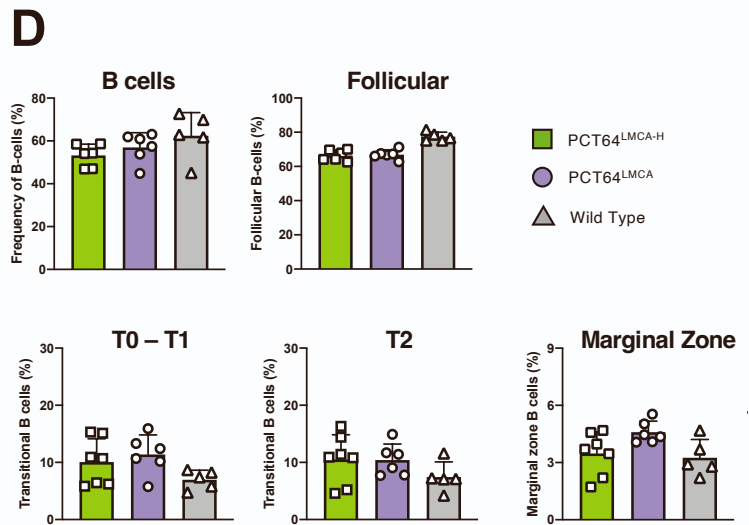 D
B cells
Frequency of B-cells (%)
80
60
40
20
0
Follicular
Follicular B-cells (%)
100
80
60
40
20
0
PCT64LMCA-H
PCT64LMCA
Wild Type
T0 – T1
Transitional B cells (%)
30
20
10
0
T2
Transitional B cells (%)
30
20
10
0
Marginal Zone
Marginal zone B cells (%)
9
6
3
0